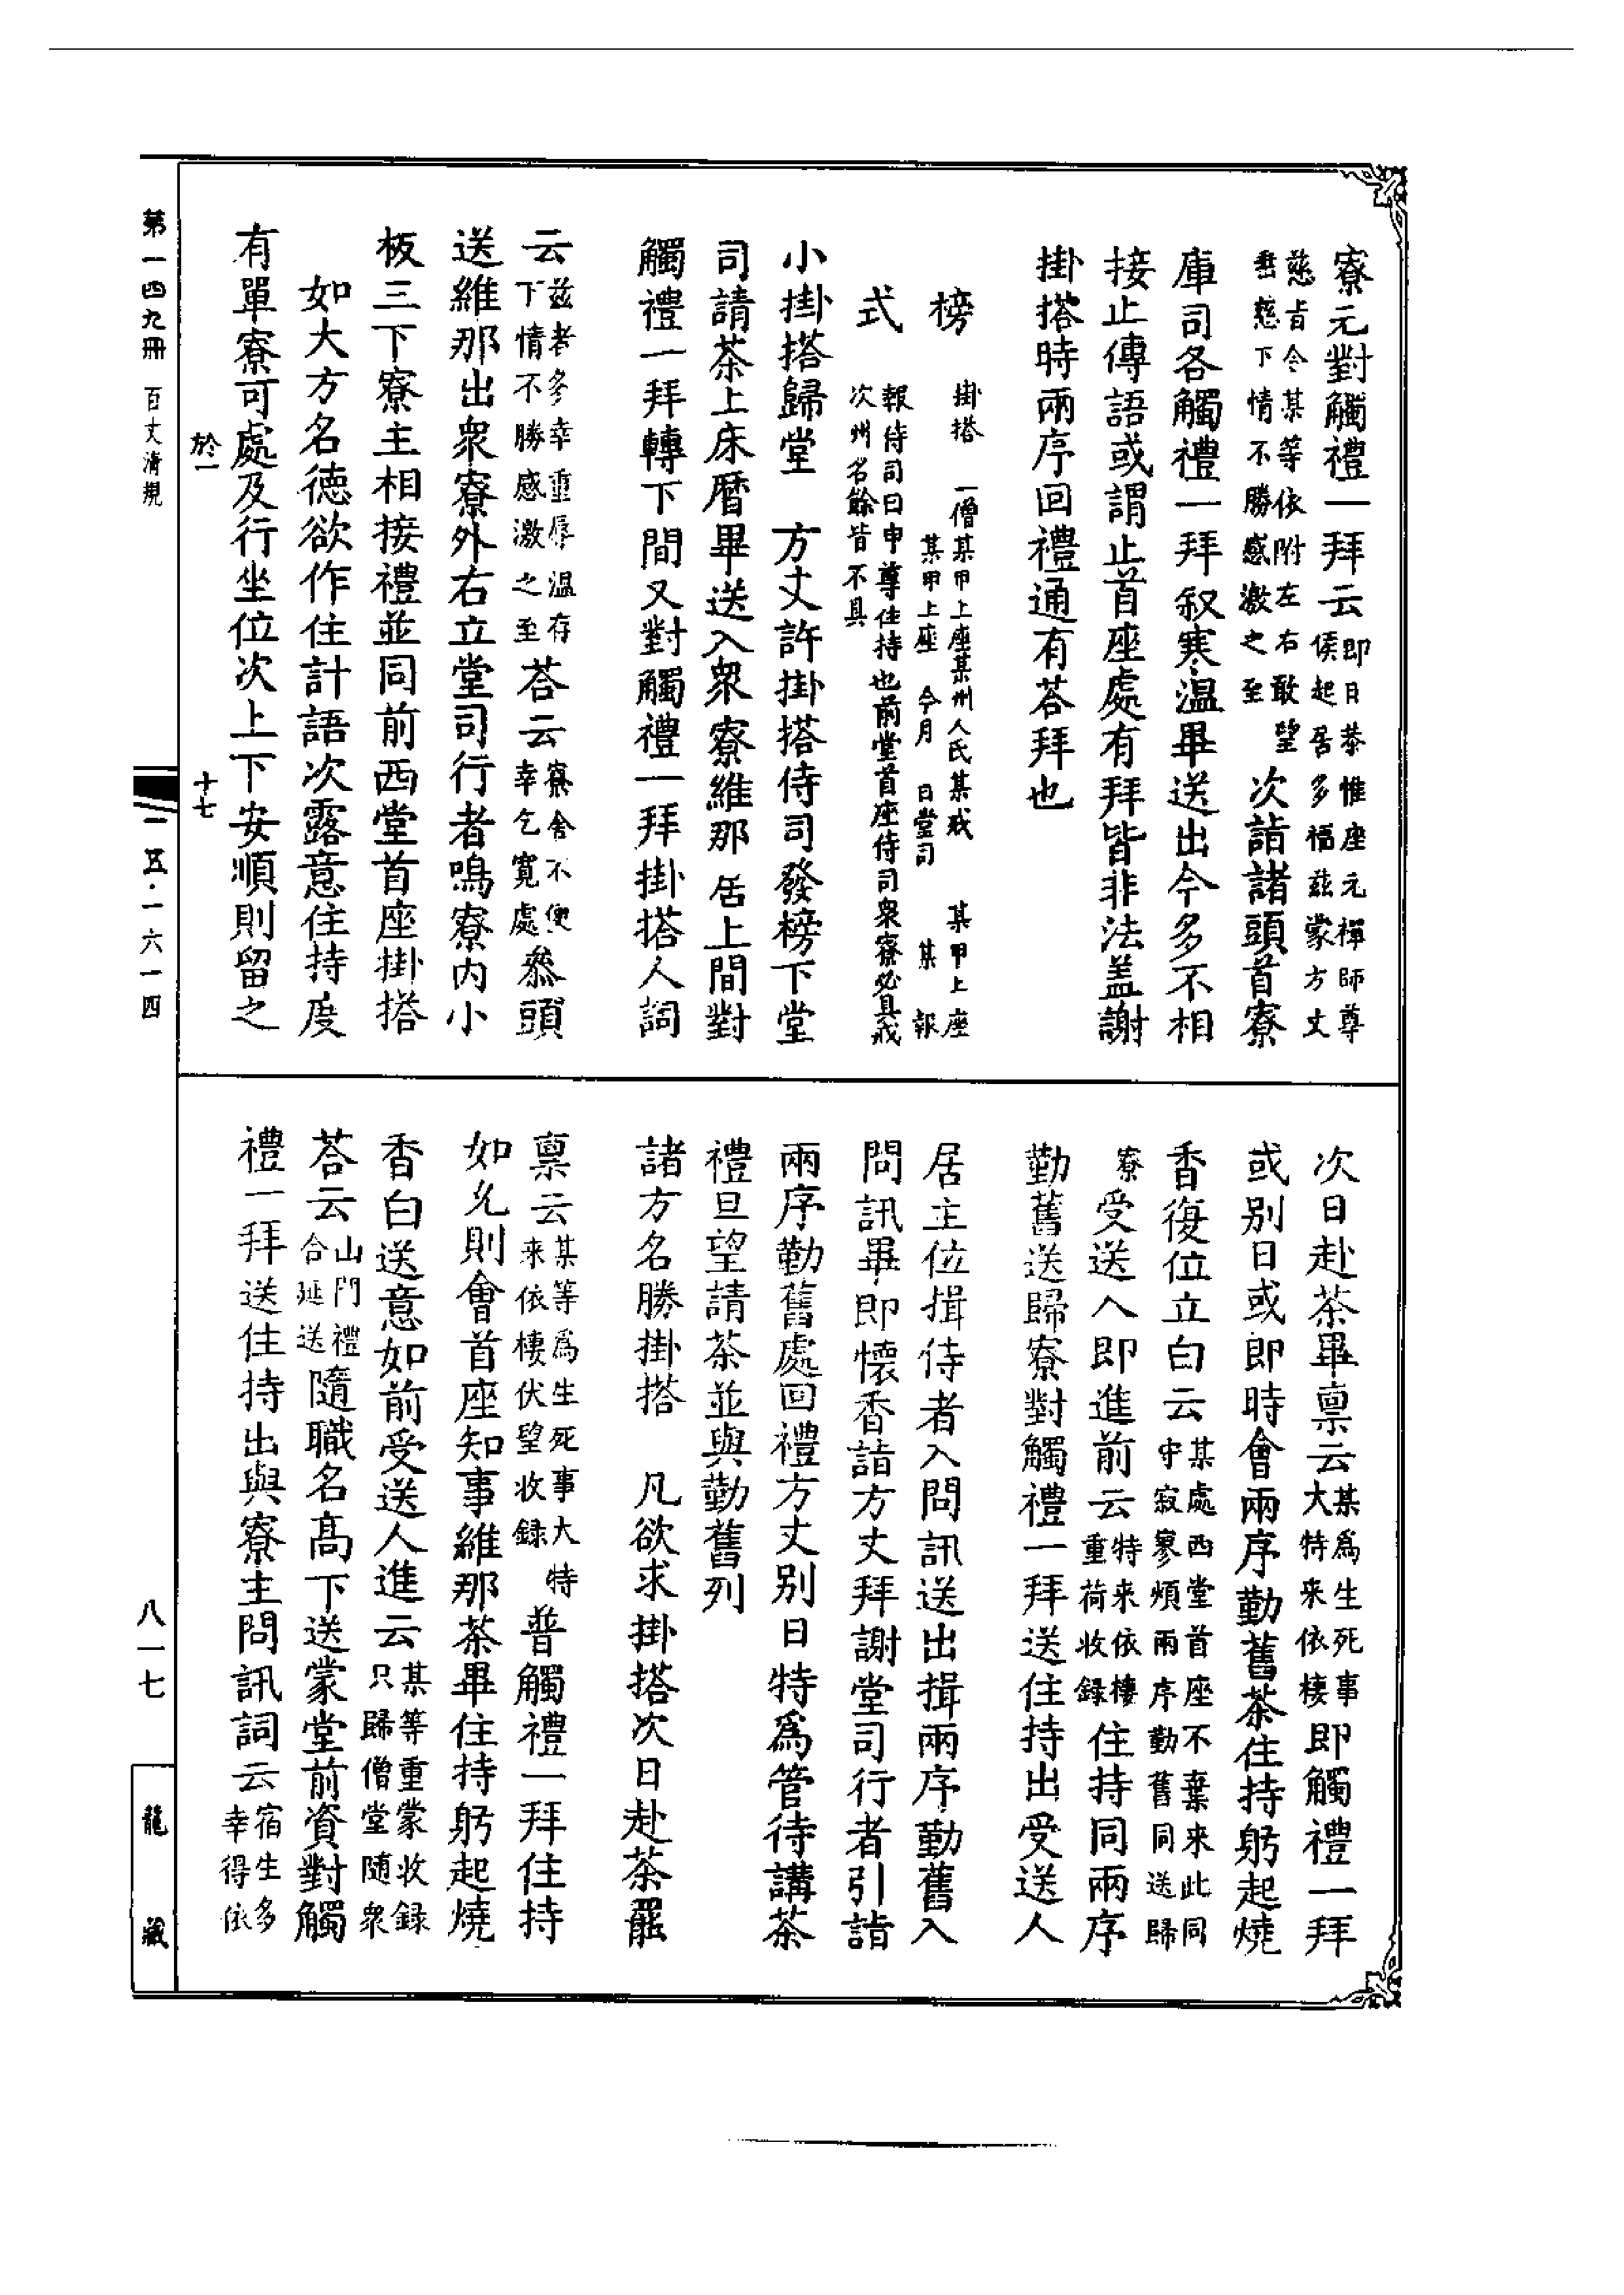 寮元對觸禮一拜云即日恭惟座元禪師尊候起居多福茲蒙方丈
慈旨令某等依附左右敢望垂慈下情不勝感激之至次詣諸頭首寮
庫司各觸禮一拜叙寒溫畢送出今多不相
接止傳語或謂止首座處有拜皆非法盖謝
掛搭時兩序回禮通有荅拜也
榜掛搭一僧某甲上座某州人氏某戒某甲上座某甲上座今月日堂司某報
式報侍司日申尊住持也前堂首座侍司衆寮必具戒次州名餘皆不具
小掛搭歸堂 方丈許掛搭侍司發榜下堂
司請茶上床曆畢送入衆寮維那居上間對
觸禮一拜轉下間又對觸禮一拜掛搭人詞
云茲者多幸重辱溫存下情不勝感激之至荅云寮舍不便幸乞寬處叅頭
送維那出衆寮外右立堂司行者鳴寮内小
板三下寮主相接禮並同前西堂首座掛搭
如大方名德欲作住計語次露意住持度
有單寮可處及行坐位次上下安順則留之
次日赴茶畢禀云某爲生死事大特来依棲即觸禮一拜
或别日或即時會兩序勤舊茶住持躬起燒
香復位立白云某處西堂首座不棄来此同守寂寥煩兩序勤舊同送歸
寮受送人即進前云特来依棲重荷收録住持同兩序
勤舊送歸寮對觸禮一拜送住持出受送人
居主位揖侍者入問訊送出揖兩序勤舊入
問訊畢即懷香詣方丈拜謝堂司行者引詣
兩序勤舊處回禮方丈别日特爲管待講茶
禮旦望請茶並與勤舊列
諸方名勝掛搭 凡欲求掛搭次日赴茶罷
禀云某等爲生死事大特来依棲伏望收録普觸禮一拜住持
如允則會首座知事維那茶畢住持躬起燒
香白送意如前受送人進云某等重蒙收録只歸僧堂隨衆
荅云山門禮合延送隨職名高下送蒙堂前資對觸
禮一拜送住持出與寮主問訊詞云宿生多幸得依
第一四九冊 百丈清規
於一
十七
一五·一六一四
八一七
龍藏